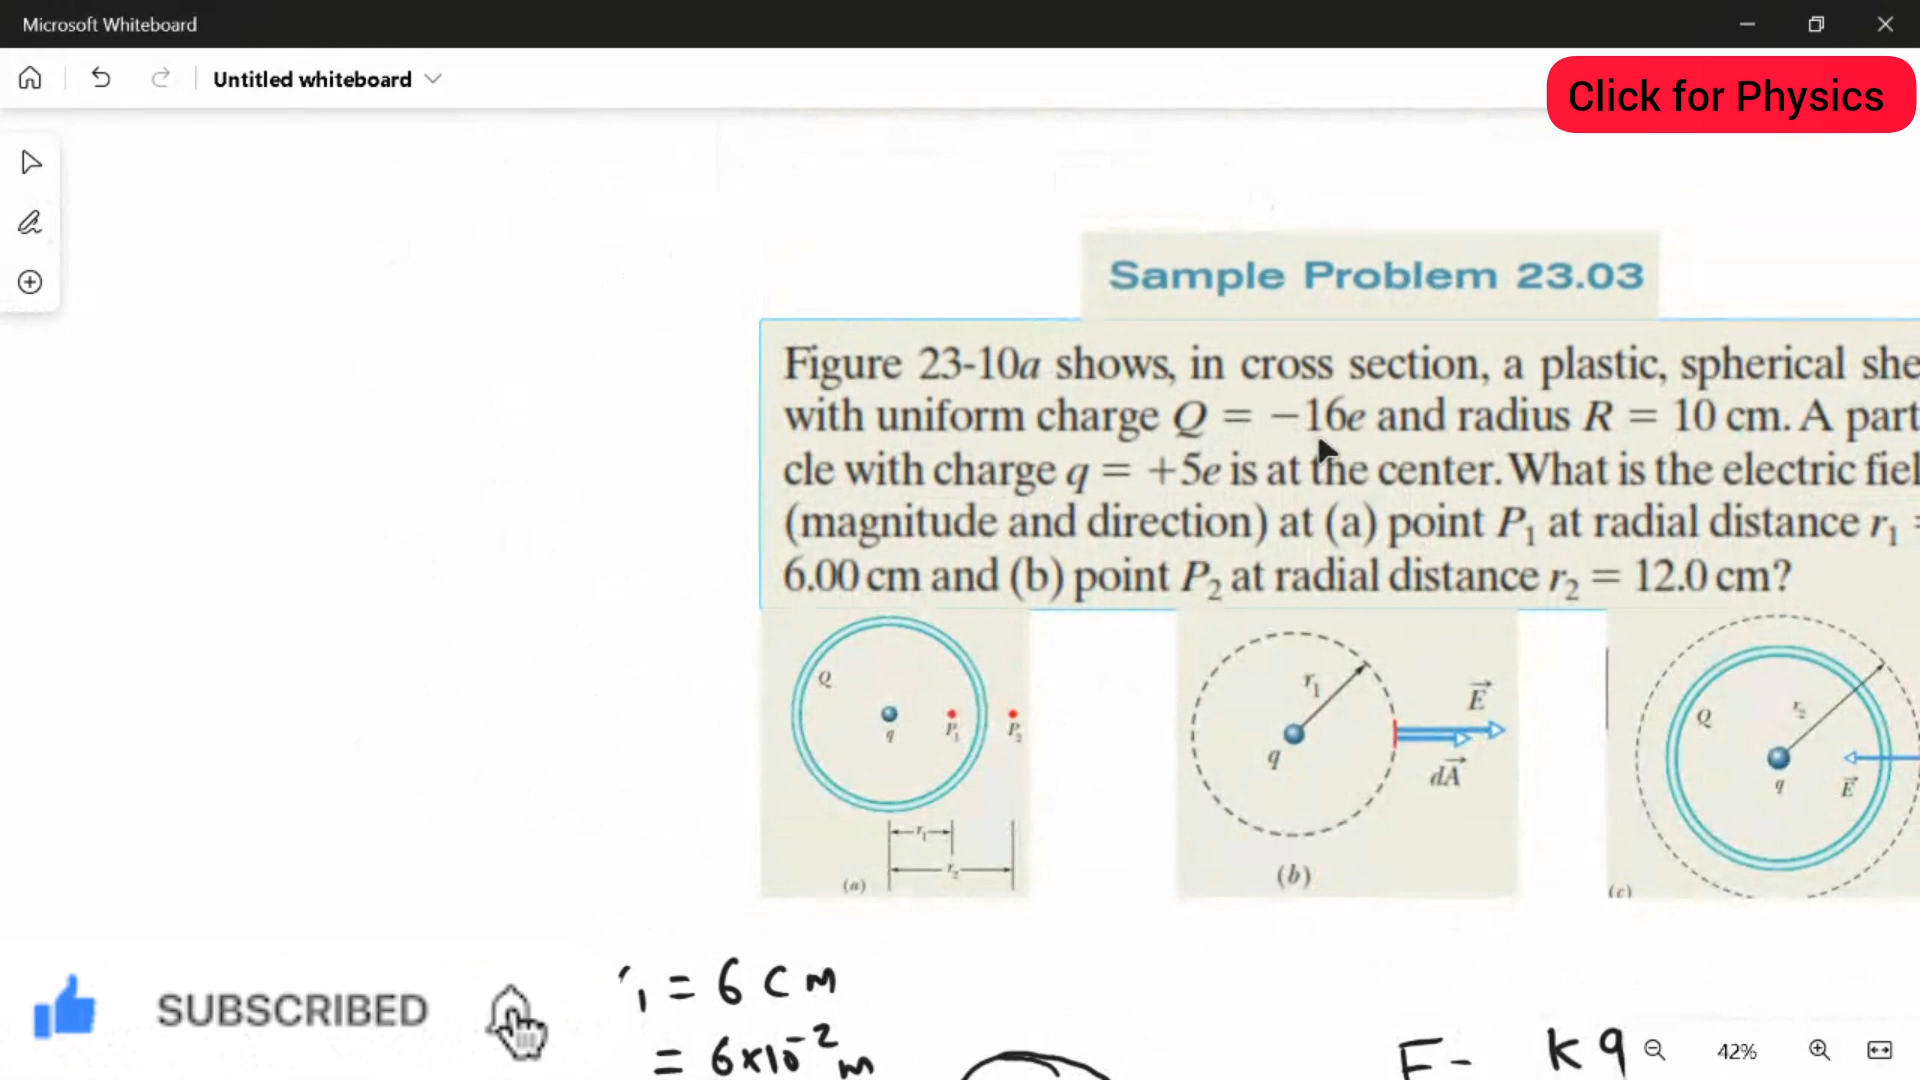 Microsoft Whiteboard
Untitled whiteboard
Click for Physics
Sample Problem 23.03
Figure 23-10a shows, in cross section, a plastic, spherical she
with uniform charge Q = −16e and radius R = 10 cm. A part
cle with charge q = +5e is at the center. What is the electric fiel
(magnitude and direction) at (a) point P₁ at radial distance r₁ =
6.00 cm and (b) point P₂ at radial distance r₂ = 12.0 cm?
Q
q
P₁
P₂
r₁
r₂
(a)
r₁
q
E
dA
(b)
Q
r₂
q
E
(c)
SUBSCRIBED
r₁ = 6 cm
= 6×10⁻² m
E = kq
42%